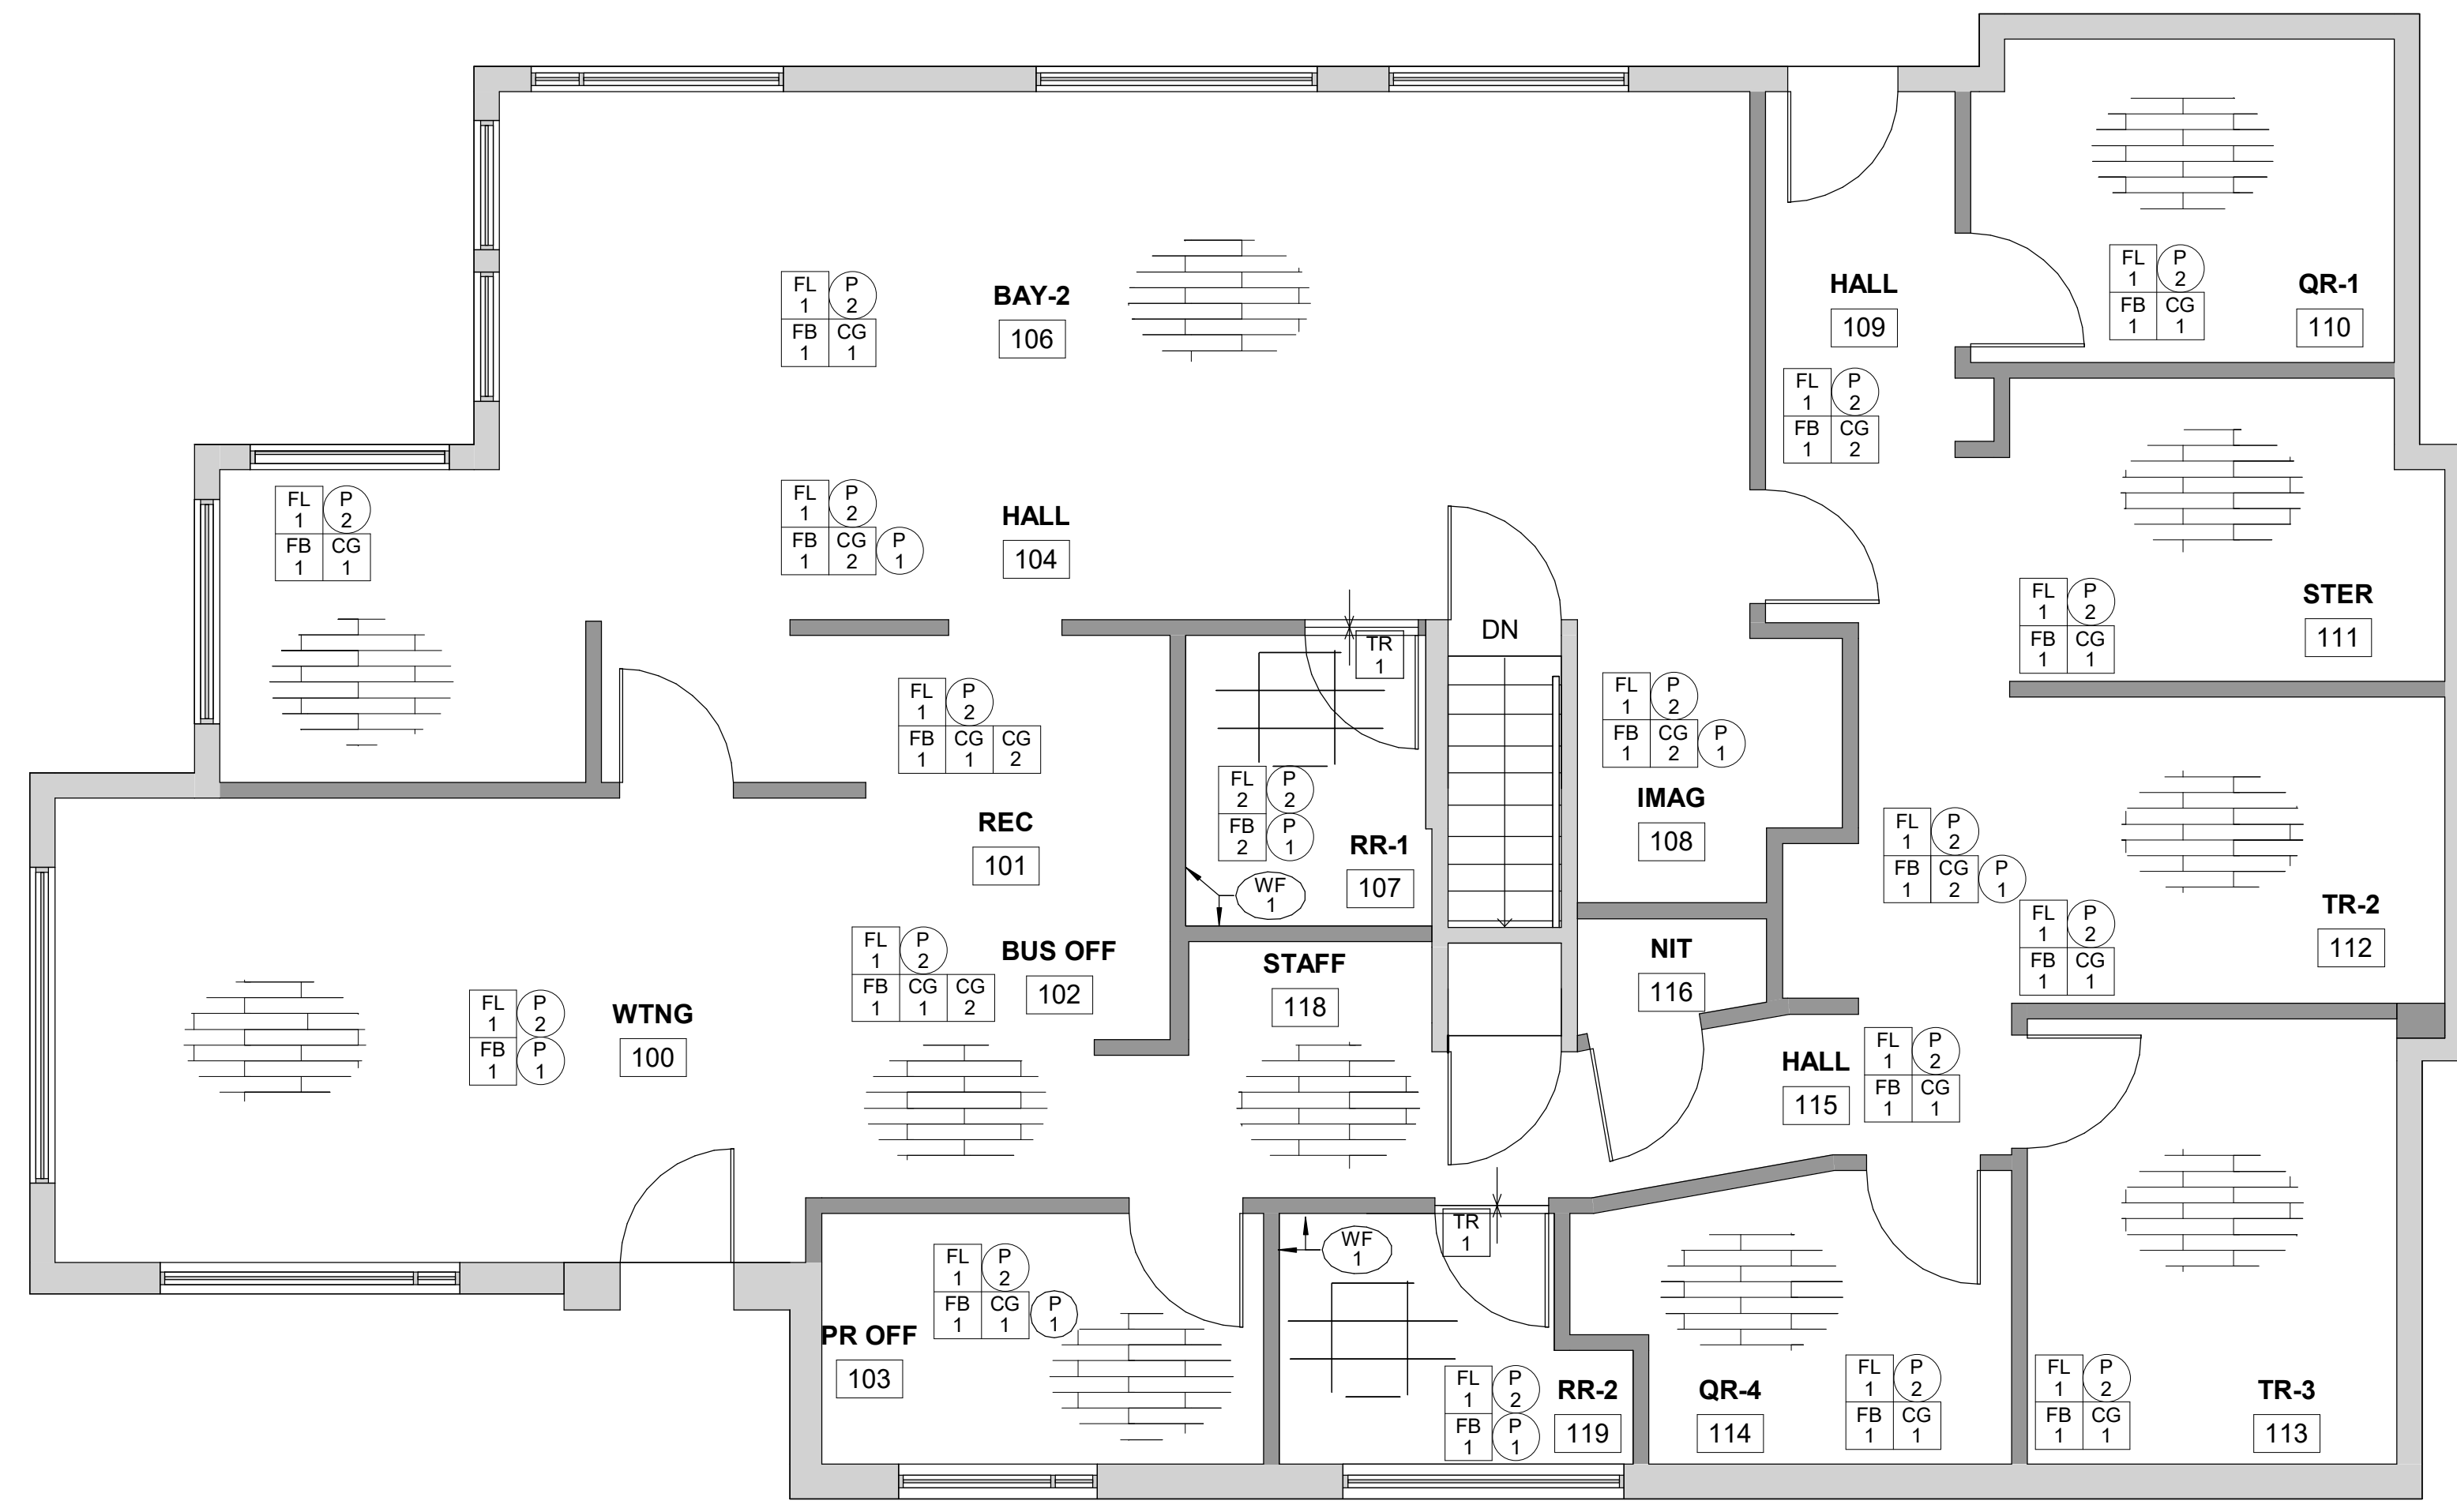 FL P
1 2
FB CG
1 1
BAY-2
106
HALL
109
FL P
1 2
FB CG
1 2
FL P
1 2
FB CG
1 1
QR-1
110
FL P
1 2
FB CG
1 1
FL P
1 2
FB CG P
1 2 1
HALL
104
DN
TR
1
FL P
1 2
FB CG
1 1
STER
111
FL P
1 2
FB CG CG
1 1 2
REC
101
FL P
2 2
FB P
2 1
RR-1
107
WF
1
FL P
1 2
FB CG P
1 2 1
IMAG
108
FL P
1 2
FB CG P
1 2 1
FL P
1 2
FB CG
1 1
TR-2
112
FL P
1 2
FB CG CG
1 1 2
BUS OFF
102
STAFF
118
NIT
116
FL P
1 2
FB P
1 1
WTNG
100
HALL
115
FL P
1 2
FB CG
1 1
FL P
1 2
FB CG P
1 1 1
PR OFF
103
WF
1
TR
1
FL P
1 2
FB P
1 1
RR-2
119
QR-4
114
FL P
1 2
FB CG
1 1
FL P
1 2
FB CG
1 1
TR-3
113